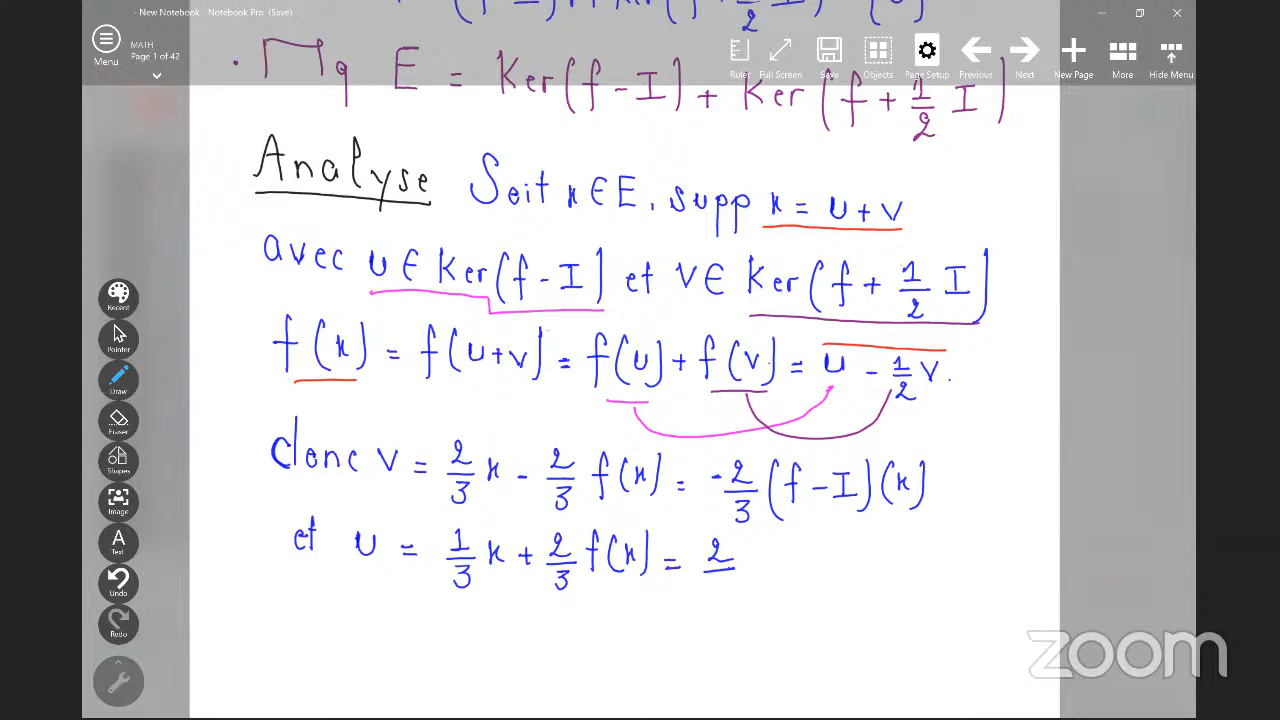 - New Notebook Notebook Pro (Save)
Menu
MATH
Page 1 of 42
Ruler Full Screen Save Objects Page Setup Previous Next New Page More Hide Menu
. Mq E = Ker(f - I) + Ker(f + 1/2 I)
Analyse Soit x ∈ E, supp x = u + v
avec u ∈ Ker(f - I) et v ∈ Ker(f + 1/2 I)
f(x) = f(u+v) = f(u) + f(v) = u - 1/2 v.
donc v = 2/3 x - 2/3 f(x) = -2/3 (f - I)(x)
et u = 1/3 x + 2/3 f(x) = 2
Recent
Pointer
Draw
Eraser
Shapes
Image
Text
Undo
Redo
zoom